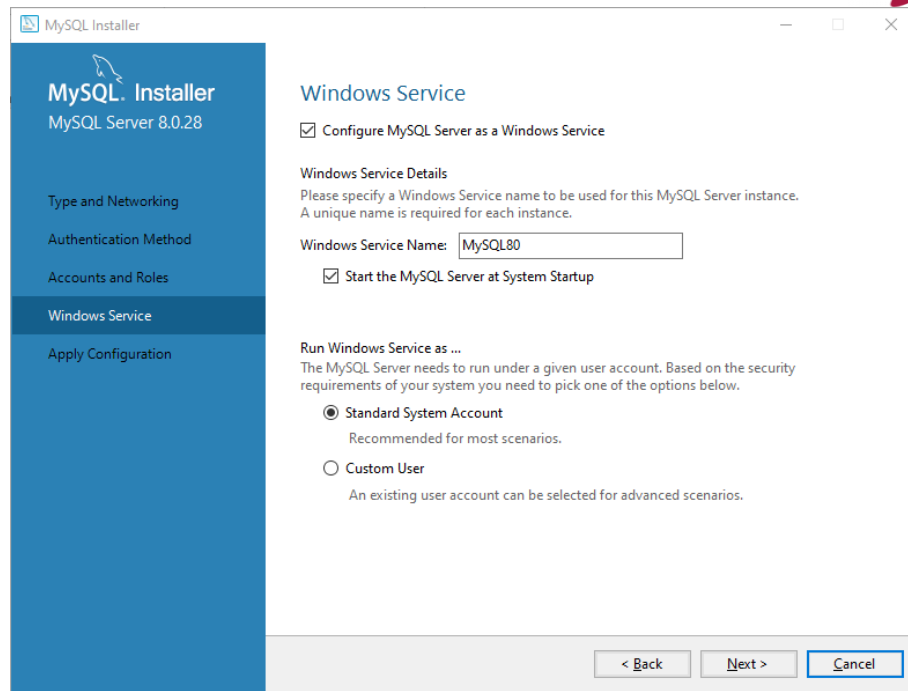 MySQL Installer
MySQL. Installer
MySQL Server 8.0.28
Type and Networking
Authentication Method
Accounts and Roles
Windows Service
Apply Configuration
Windows Service
Configure MySQL Server as a Windows Service
Windows Service Details
Please specify a Windows Service name to be used for this MySQL Server instance.
A unique name is required for each instance.
Windows Service Name: MySQL80
Start the MySQL Server at System Startup
Run Windows Service as ...
The MySQL Server needs to run under a given user account. Based on the security
requirements of your system you need to pick one of the options below.
Standard System Account
Recommended for most scenarios.
Custom User
An existing user account can be selected for advanced scenarios.
< Back Next > Cancel